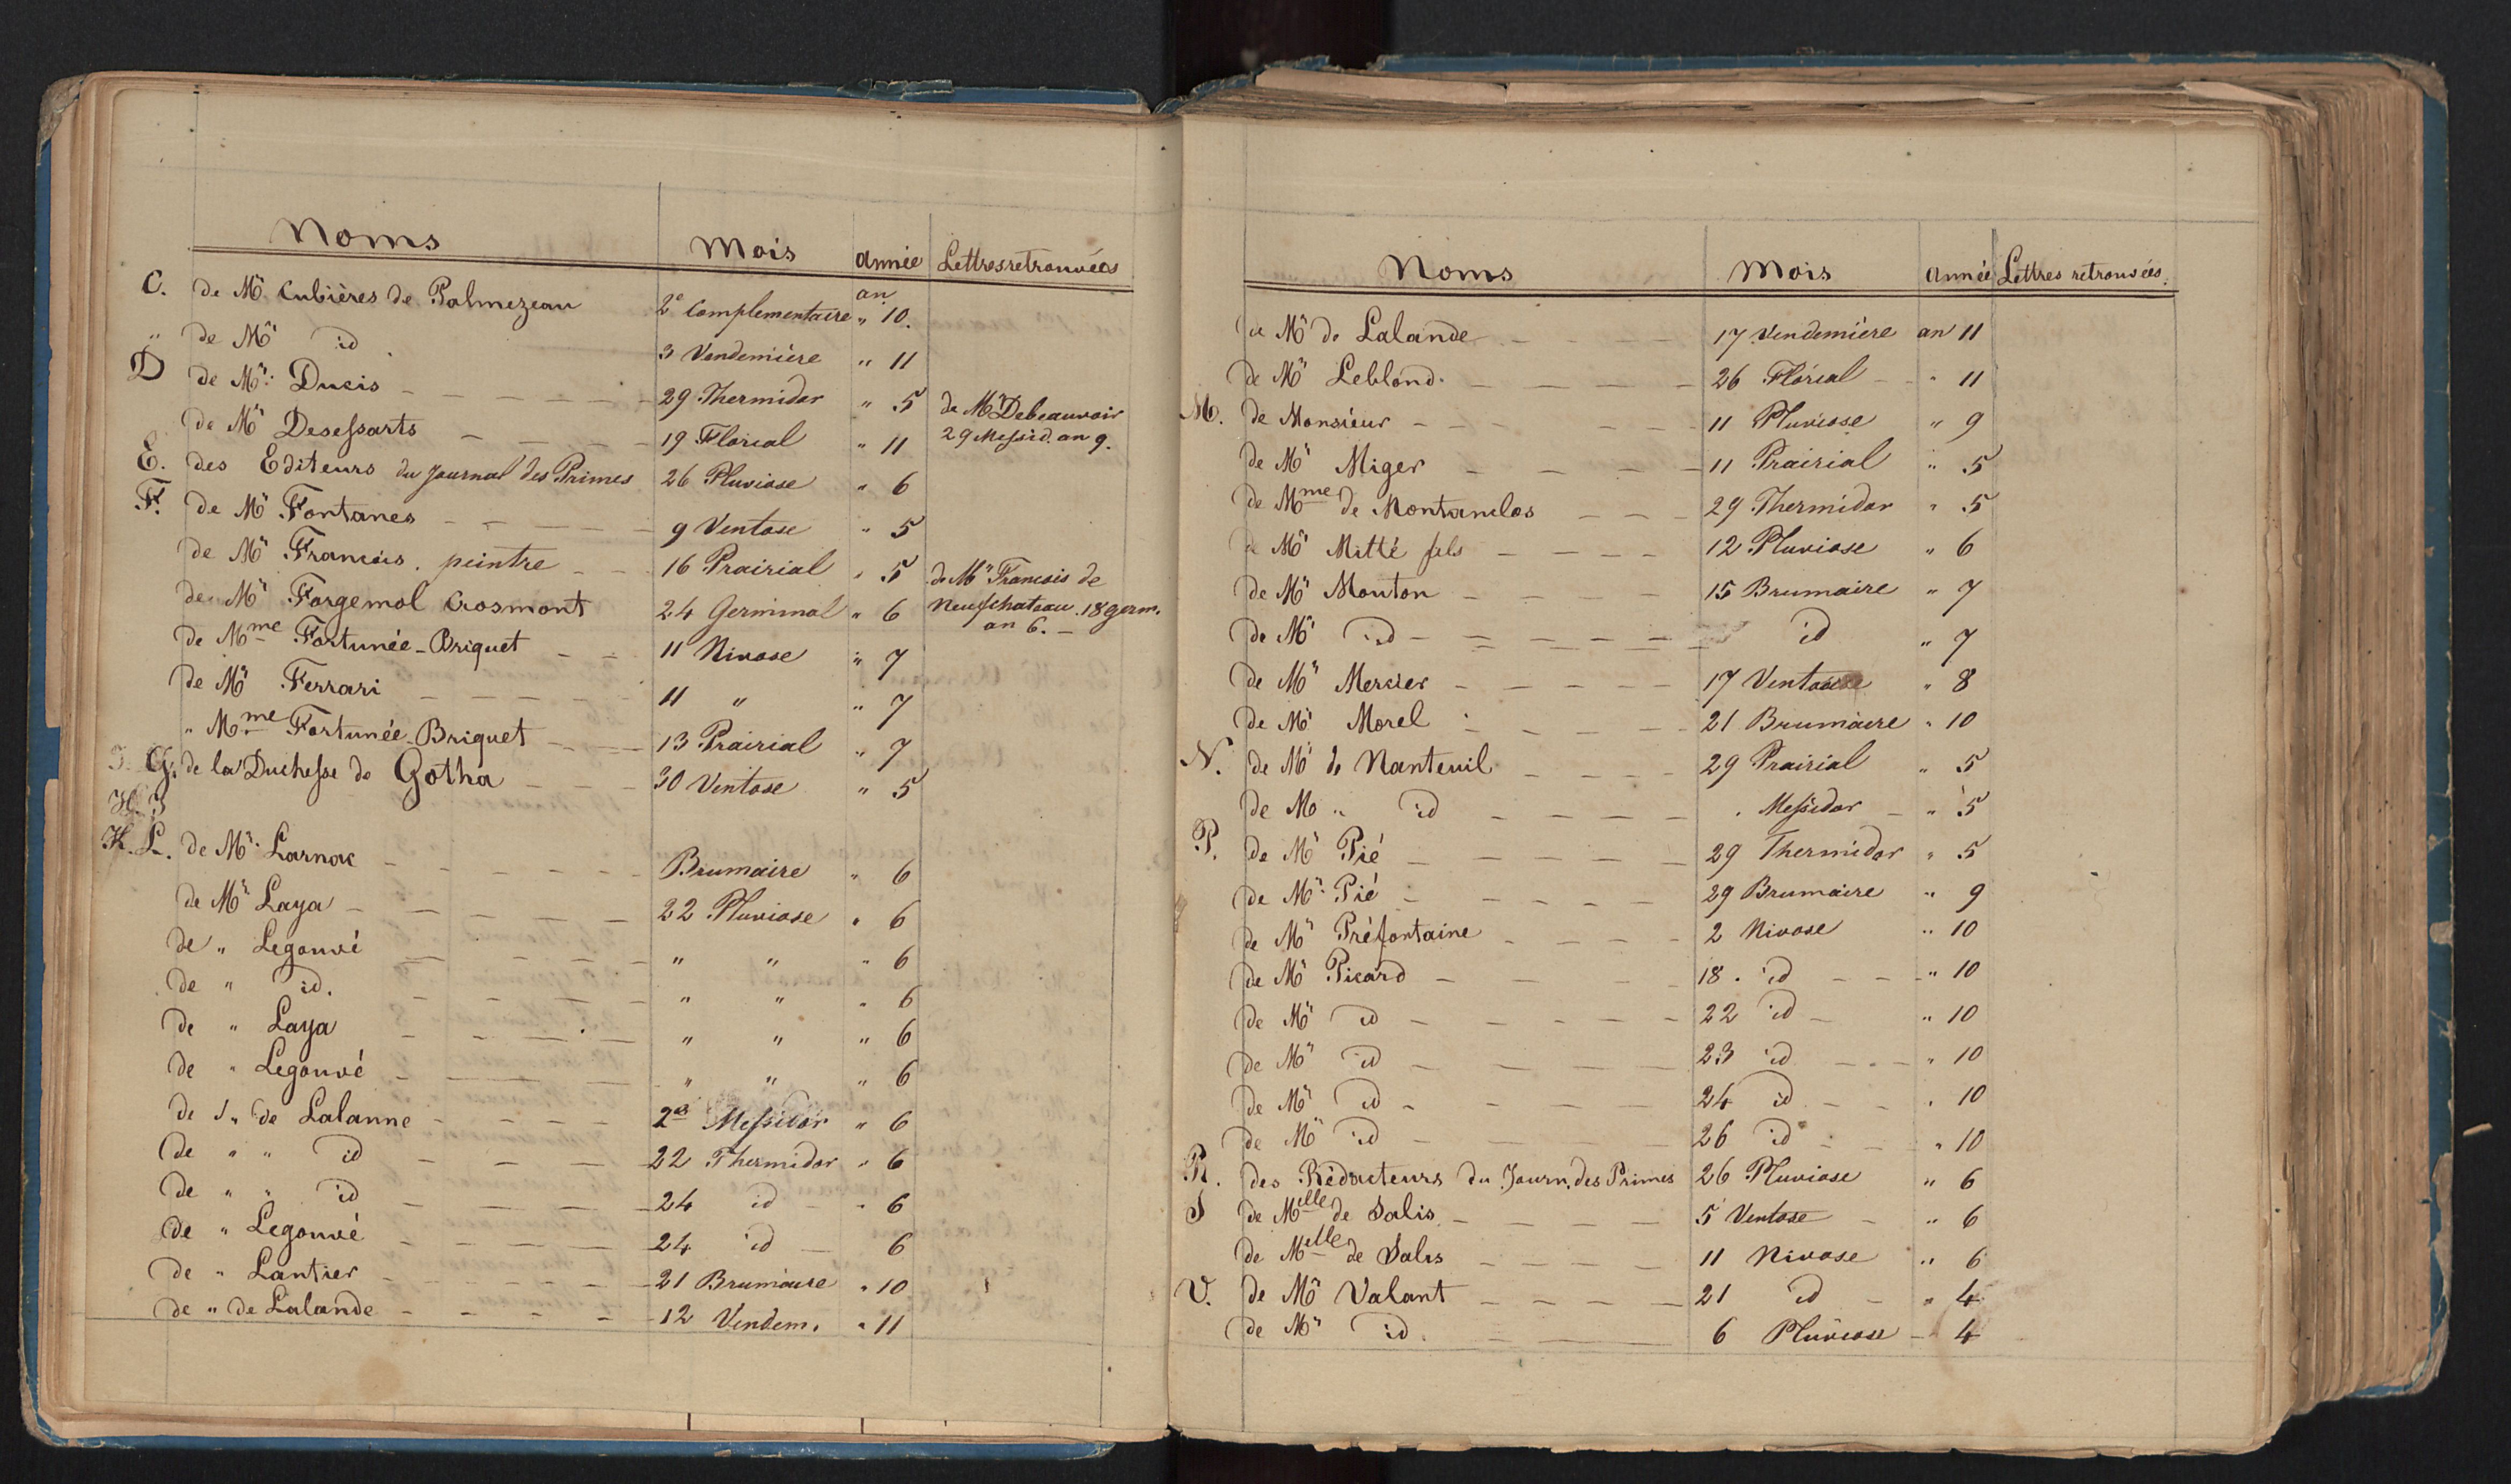 Noms Mois année Lettres retrouvées
C. de Mr. Cubières de Palmezeau 2e Complementaire an " 10.
" de Mr id 3 Vendemière " 11
D de Mr: Ducis 29 Thermidor " 5 de Mr Debeauvoir
de Mr Desessarts 19 Floréal " 11 29 Messid. an 9.
E. des Editeurs du Journal des Primes 26 Pluviose " 6
F. de Mr Fontanes 9 Ventose " 5
de Mr Francois, peintre 16 Prairial " 5 de Mr Francois de
de Mr Forgemol Crosmont 24 Germinal " 6 Neufchateau. 18 germ.
an 6. -
de Mme Fortunée-Briquet 11 Nivose " 7
de Mr Ferrari 11 " " 7
" Mme Fortunée-Briquet 13 Prairial " 7
G. de la Duchesse de Gotha 30 Ventose " 5
H. J
K. L. de Mr. Larnac Brumaire " 6
de Mr Laya 22 Pluviose " 6
de " Legouvé " " " 6
de " id. " " " 6
de " Laya " " " 6
de " Legouvé " " " 6
de " de Lalanne Messidor " 6
de " " id 22 Thermidor " 6
de " " id 24 id " 6
de " Legouvé 24 id 6
de " Lantier 21 Brumaire " 10
de " de Lalande 12 Vendem. " 11
Noms Mois année Lettres retrouvées.
de Mr de Lalande 17 Vendemière an 11
de Mr Leblond. 26 Floréal " 11
M. de Monsieur 11 Pluviose " 9
de Mr Miger 11 Prairial " 5
de Mme de Montanclos 29 Thermidor " 5
de Mr Mitté fils 12 Pluviose " 6
de Mr Mouton 15 Brumaire " 7
de Mr id id " 7
de Mr Mercier 17 Ventose " 8
de Mr Morel 21 Brumaire " 10
N. de Mr de Nanteuil 29 Prairial " 5
de M " id Messidor " 5
P. de Mr Pié 29 Thermidor " 5
de Mr. Pié 29 Brumaire " 9
de Mr Préfontaine 2 Nivose " 10
de Mr Picard 18. id " 10
de Mr id 22 id " 10
de Mr id 23 id " 10
de Mr id 24 id " 10
de Mr id 26 id " 10
R. des Rédacteurs du Journ. des Primes 26 Pluviose " 6
S de Melle de Salis 5 Ventose " 6
de Melle de Salis 11 Nivose " 6
V. de Mr Valant 21 id " 4
de Mr id. 6 Pluviose 4